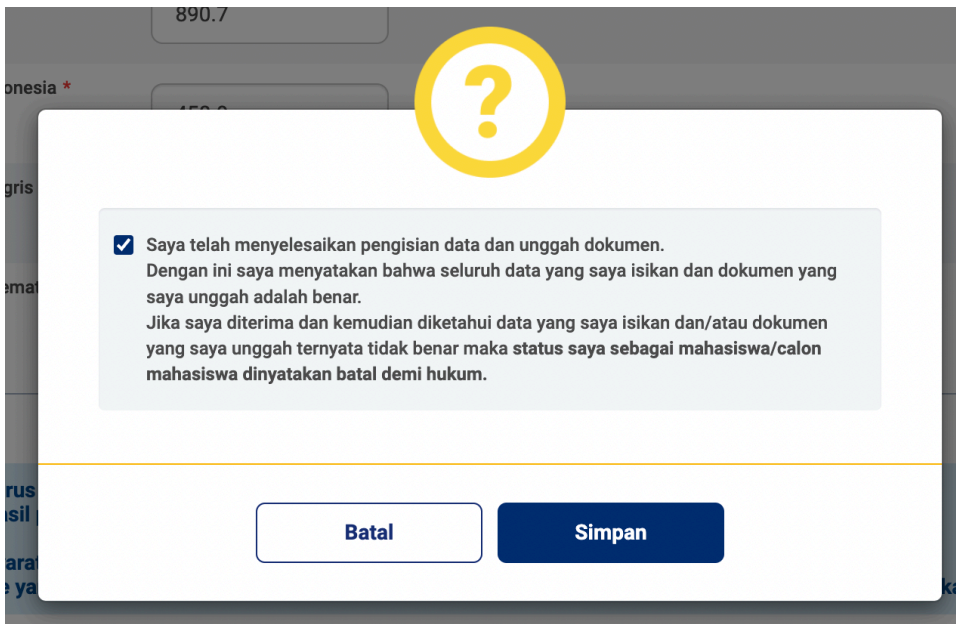 890.7
onesia *
?
gris
Saya telah menyelesaikan pengisian data dan unggah dokumen.
Dengan ini saya menyatakan bahwa seluruh data yang saya isikan dan dokumen yang
saya unggah adalah benar.
Jika saya diterima dan kemudian diketahui data yang saya isikan dan/atau dokumen
yang saya unggah ternyata tidak benar maka status saya sebagai mahasiswa/calon
mahasiswa dinyatakan batal demi hukum.
emat
rus
Batal
Simpan